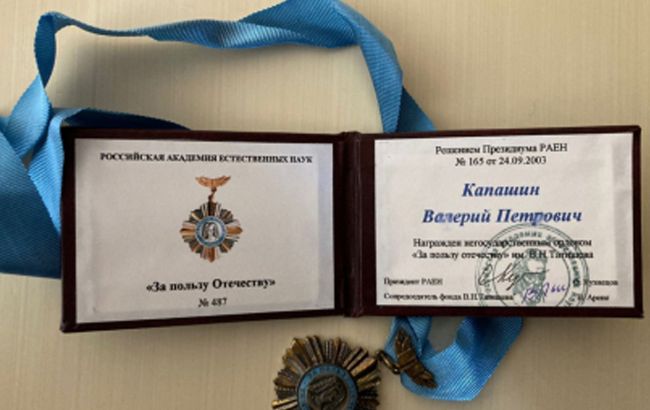 РОССИЙСКАЯ АКАДЕМИЯ ЕСТЕСТВЕННЫХ НАУК
«За пользу Отечеству»
№ 487
Решением Президиума РАЕН
№ 165 от 24.09.2003
Капашин
Валерий Петрович
Награжден негосударственным орденом
«За пользу отечеству» им. В.Н.Татищева
Президент РАЕН
Сопредседатель фонда В.Н.Татищева